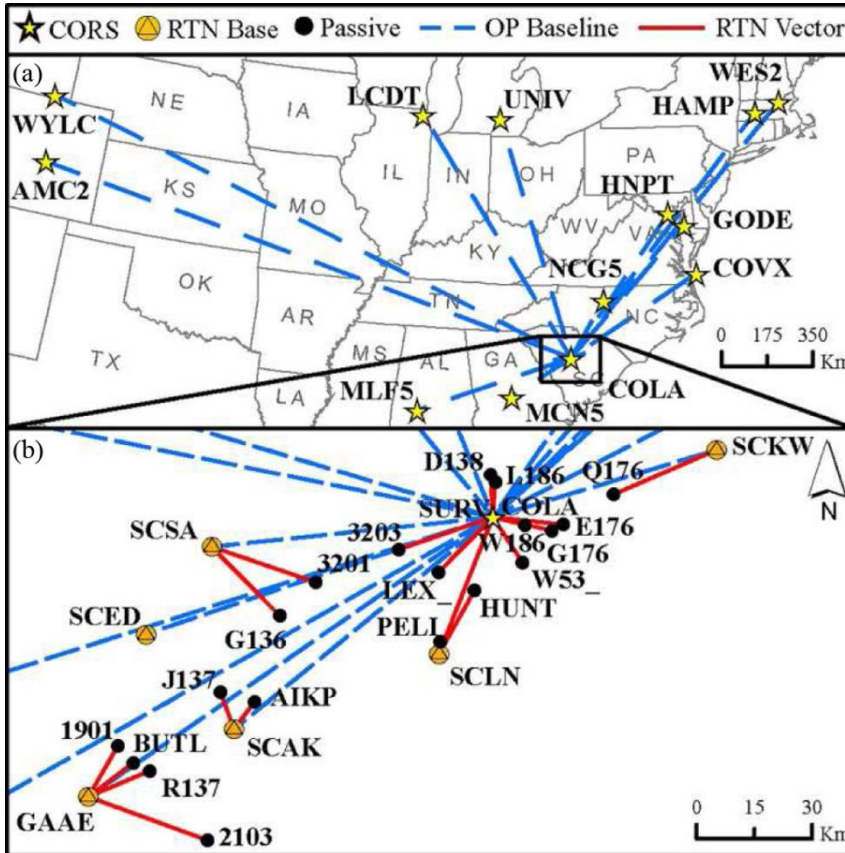 CORS RTN Base Passive OP Baseline RTN Vector
(a)
WES2
NE
IA
LCDT
UNIV
HAMP
WYLC
PA
OH
IL
IN
AMC2
HNPT
KS
MO
WV
VA
GODE
KY
NCG5
COVX
OK
TN
NC
AR
0 175 350
Km
MS
AL
GA
SC
COLA
TX
LA
MLF5
MCN5
(b)
SCKW
D138
L186
Q176
N
SURV
COLA
3203
E176
SCSA
W186
G176
3201
W53_
LEX_
HUNT
SCED
G136
PELI
SCLN
J137
AIKP
1901
BUTL
SCAK
R137
GAAE
2103
0 15 30
Km